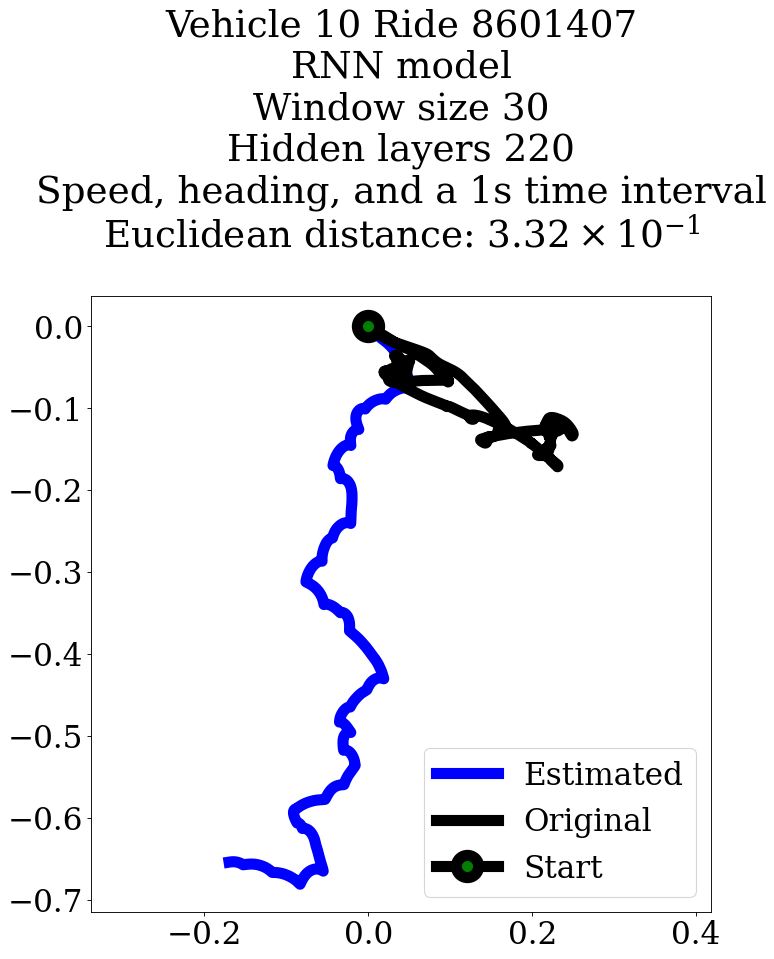 Vehicle 10 Ride 8601407
RNN model
Window size 30
Hidden layers 220
Speed, heading, and a 1s time interval
Euclidean distance: 3.32 × 10⁻¹
0.0
−0.1
−0.2
−0.3
−0.4
−0.5
−0.6
−0.7
Estimated
Original
Start
−0.2
0.0
0.2
0.4